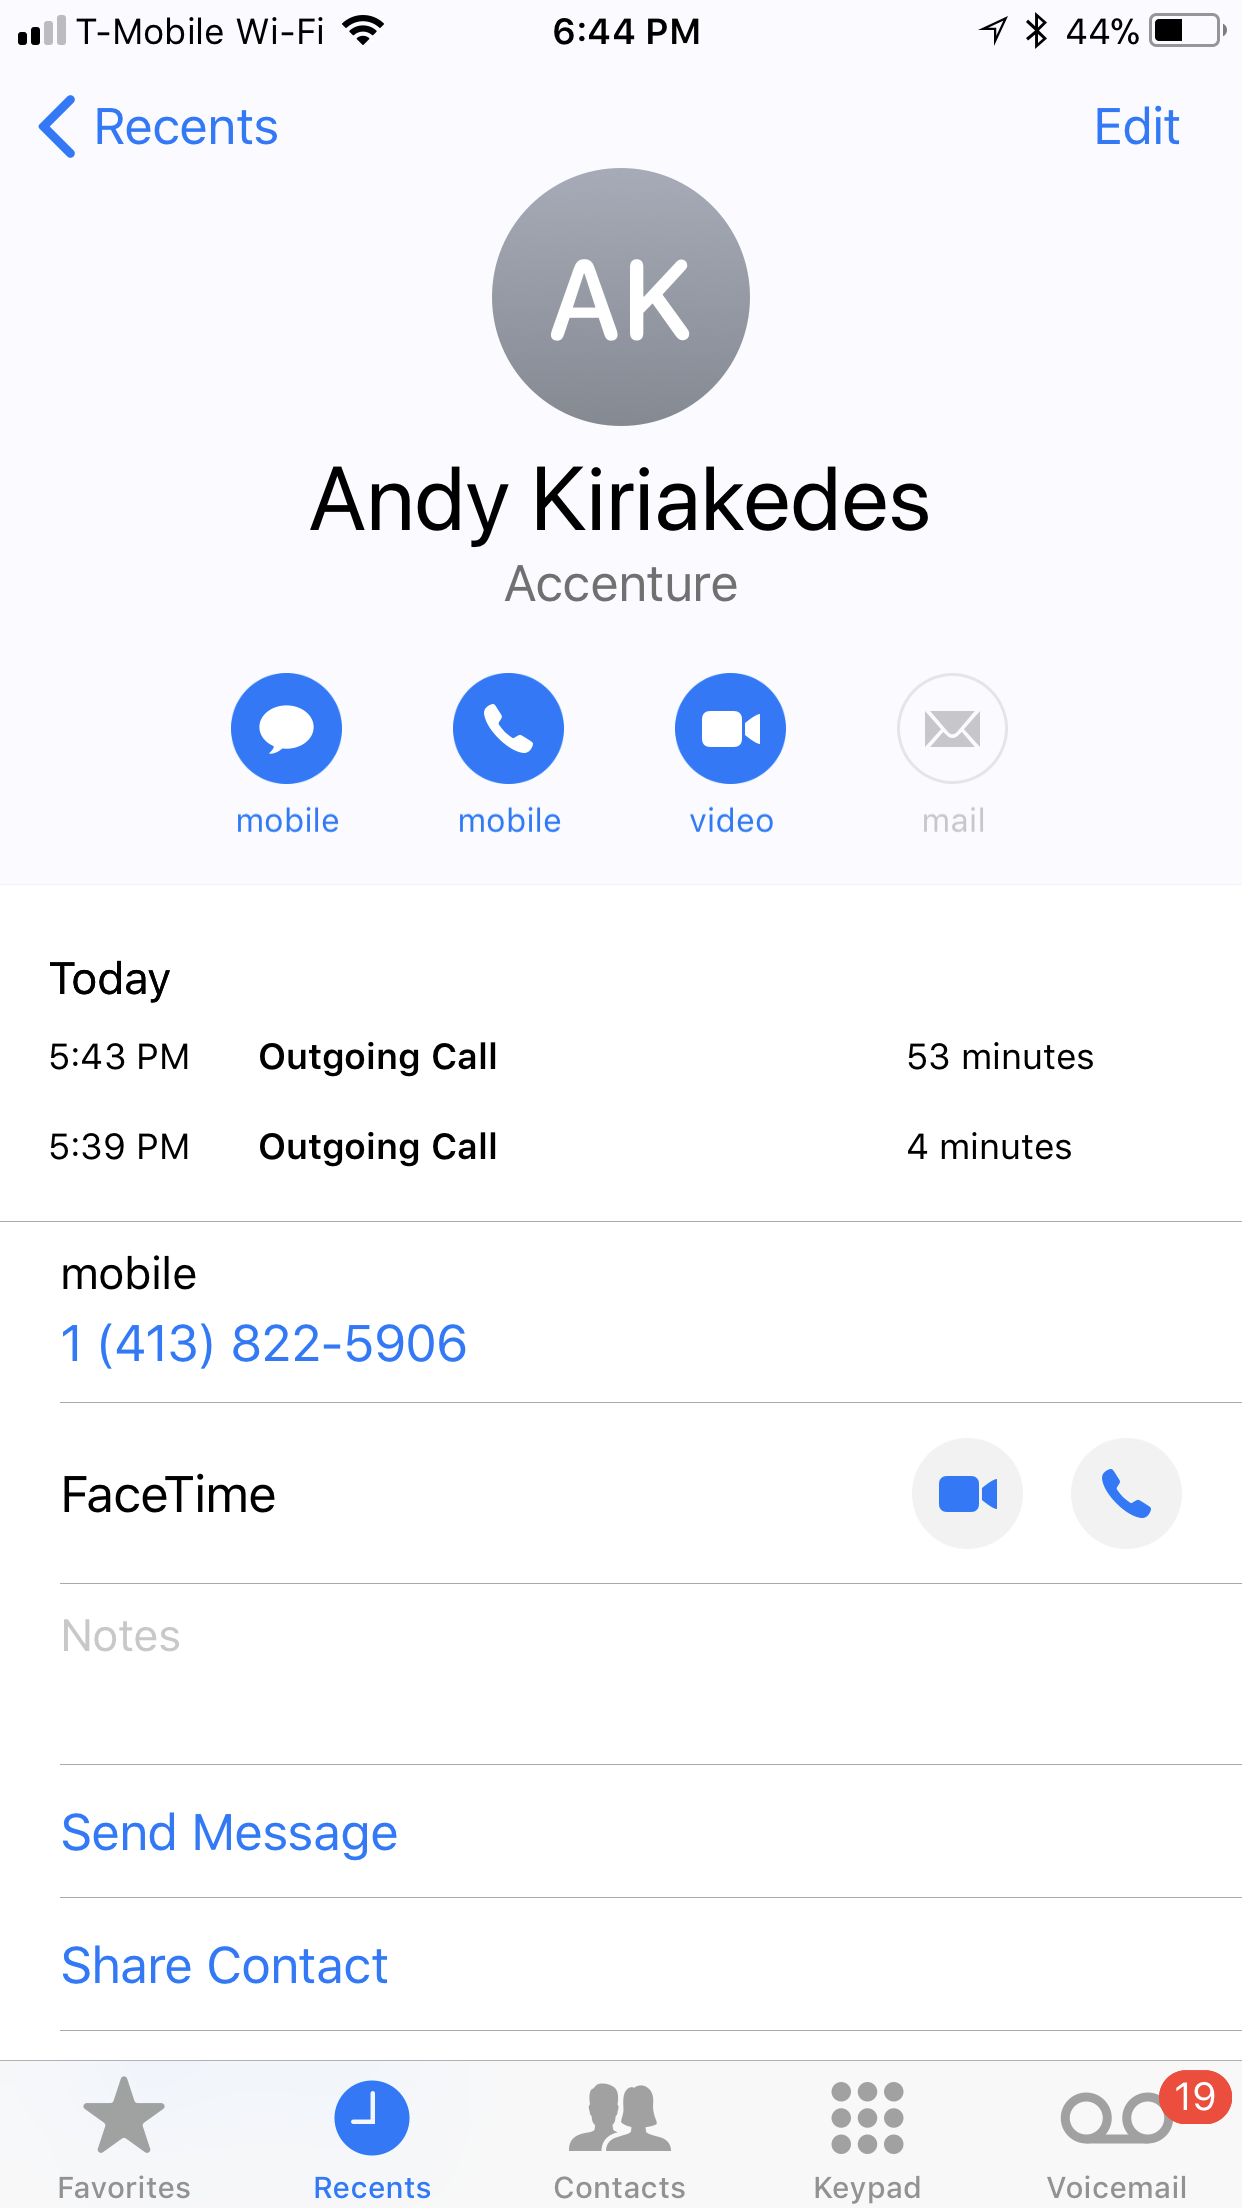 T-Mobile Wi-Fi 6:44 PM 44%
Recents Edit
AK
Andy Kiriakedes
Accenture
mobile mobile video mail
Today
5:43 PM Outgoing Call 53 minutes
5:39 PM Outgoing Call 4 minutes
mobile
1 (413) 822-5906
FaceTime
Notes
Send Message
Share Contact
19
Favorites Recents Contacts Keypad Voicemail